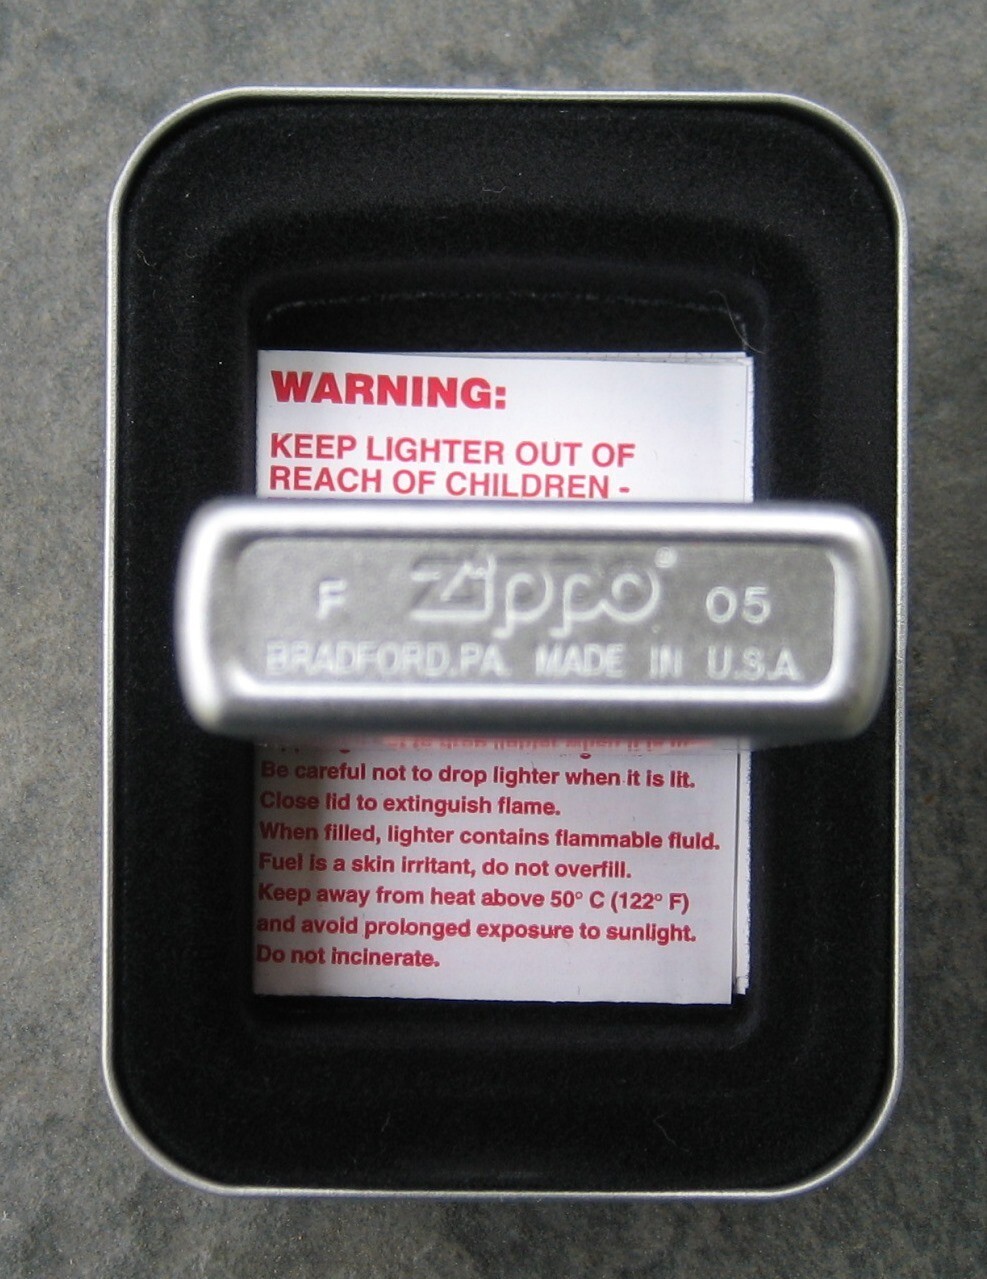 WARNING:
KEEP LIGHTER OUT OF
REACH OF CHILDREN -
F Zippo® 05
BRADFORD,PA. MADE IN U.S.A
Be careful not to drop lighter when it is lit.
Close lid to extinguish flame.
When filled, lighter contains flammable fluid.
Fuel is a skin irritant, do not overfill.
Keep away from heat above 50° C (122° F)
and avoid prolonged exposure to sunlight.
Do not incinerate.